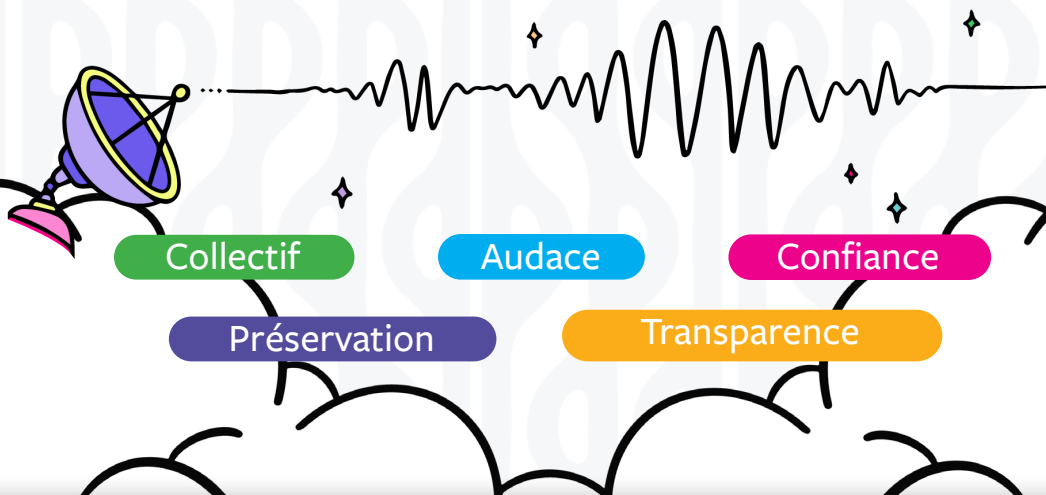 Collectif
Audace
Confiance
Préservation
Transparence